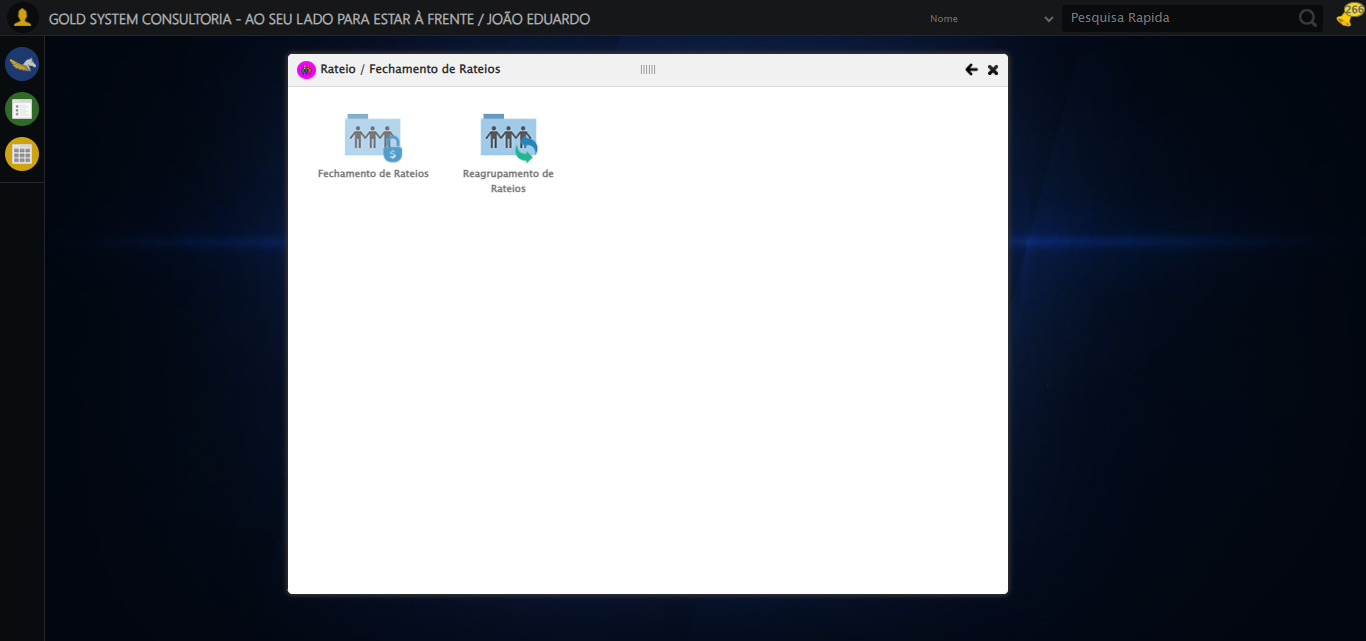 GOLD SYSTEM CONSULTORIA - AO SEU LADO PARA ESTAR À FRENTE / JOÃO EDUARDO
Nome
Pesquisa Rapida
266
Rateio / Fechamento de Rateios
Fechamento de Rateios
Reagrupamento de
Rateios